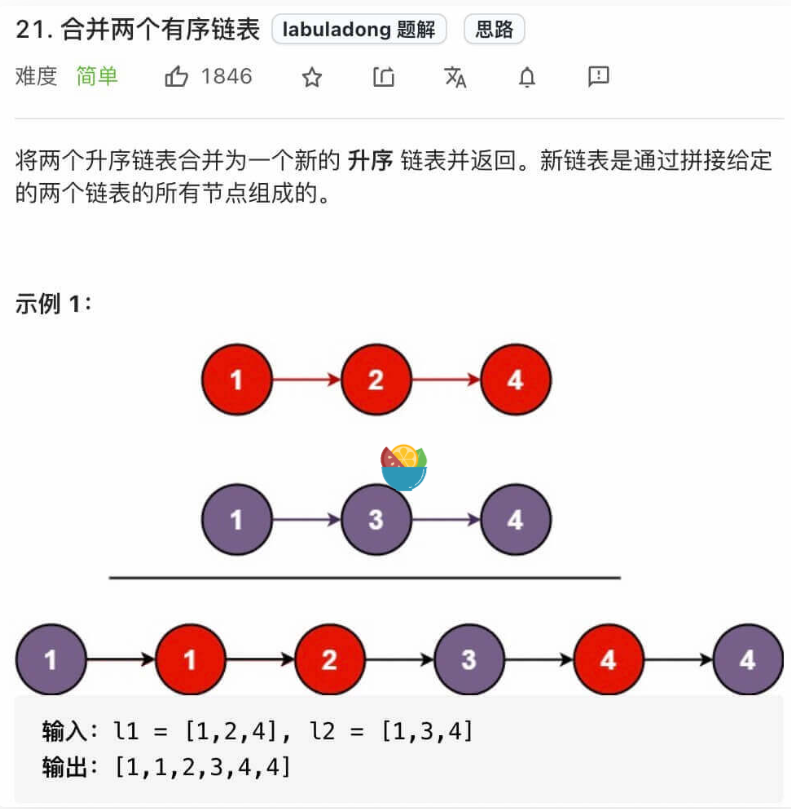 21. 合并两个有序链表 labuladong 题解 思路
难度 简单 1846
将两个升序链表合并为一个新的 升序 链表并返回。新链表是通过拼接给定
的两个链表的所有节点组成的。
示例 1：
1 2 4
1 3 4
1 1 2 3 4 4
输入：l1 = [1,2,4], l2 = [1,3,4]
输出：[1,1,2,3,4,4]